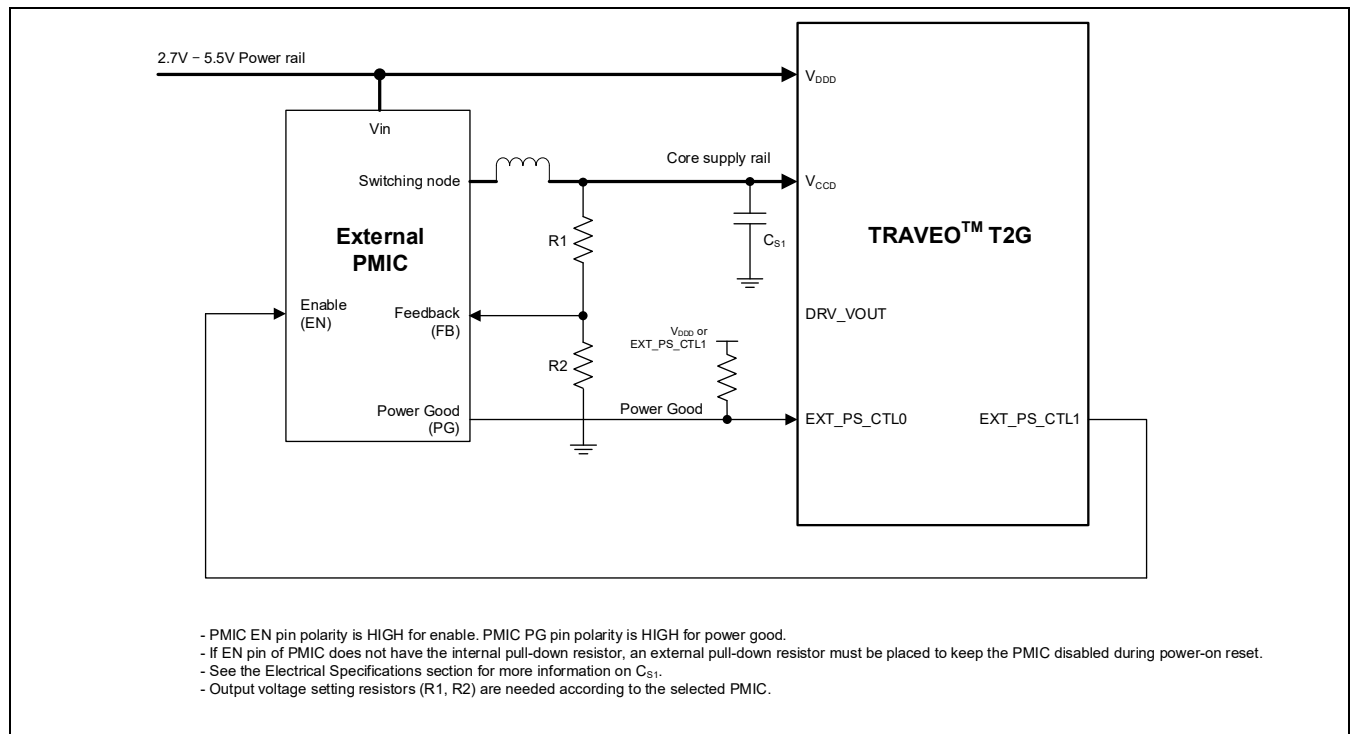 2.7V – 5.5V Power rail
V_DDD
Vin
Core supply rail
Switching node
V_CCD
External
PMIC
R1
C_S1
TRAVEO™ T2G
Enable
(EN)
Feedback
(FB)
DRV_VOUT
V_DDD or
EXT_PS_CTL1
R2
Power Good
(PG)
Power Good
EXT_PS_CTL0
EXT_PS_CTL1
- PMIC EN pin polarity is HIGH for enable. PMIC PG pin polarity is HIGH for power good.
- If EN pin of PMIC does not have the internal pull-down resistor, an external pull-down resistor must be placed to keep the PMIC disabled during power-on reset.
- See the Electrical Specifications section for more information on C_S1.
- Output voltage setting resistors (R1, R2) are needed according to the selected PMIC.